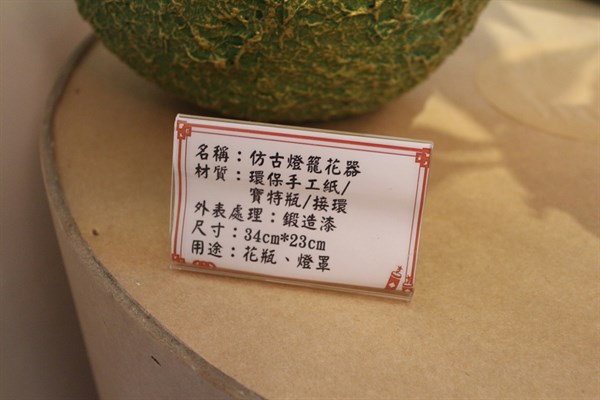 名稱：仿古燈籠花器
材質：環保手工紙/
寶特瓶/接環
外表處理：鍛造漆
尺寸：34cm*23cm
用途：花瓶、燈罩